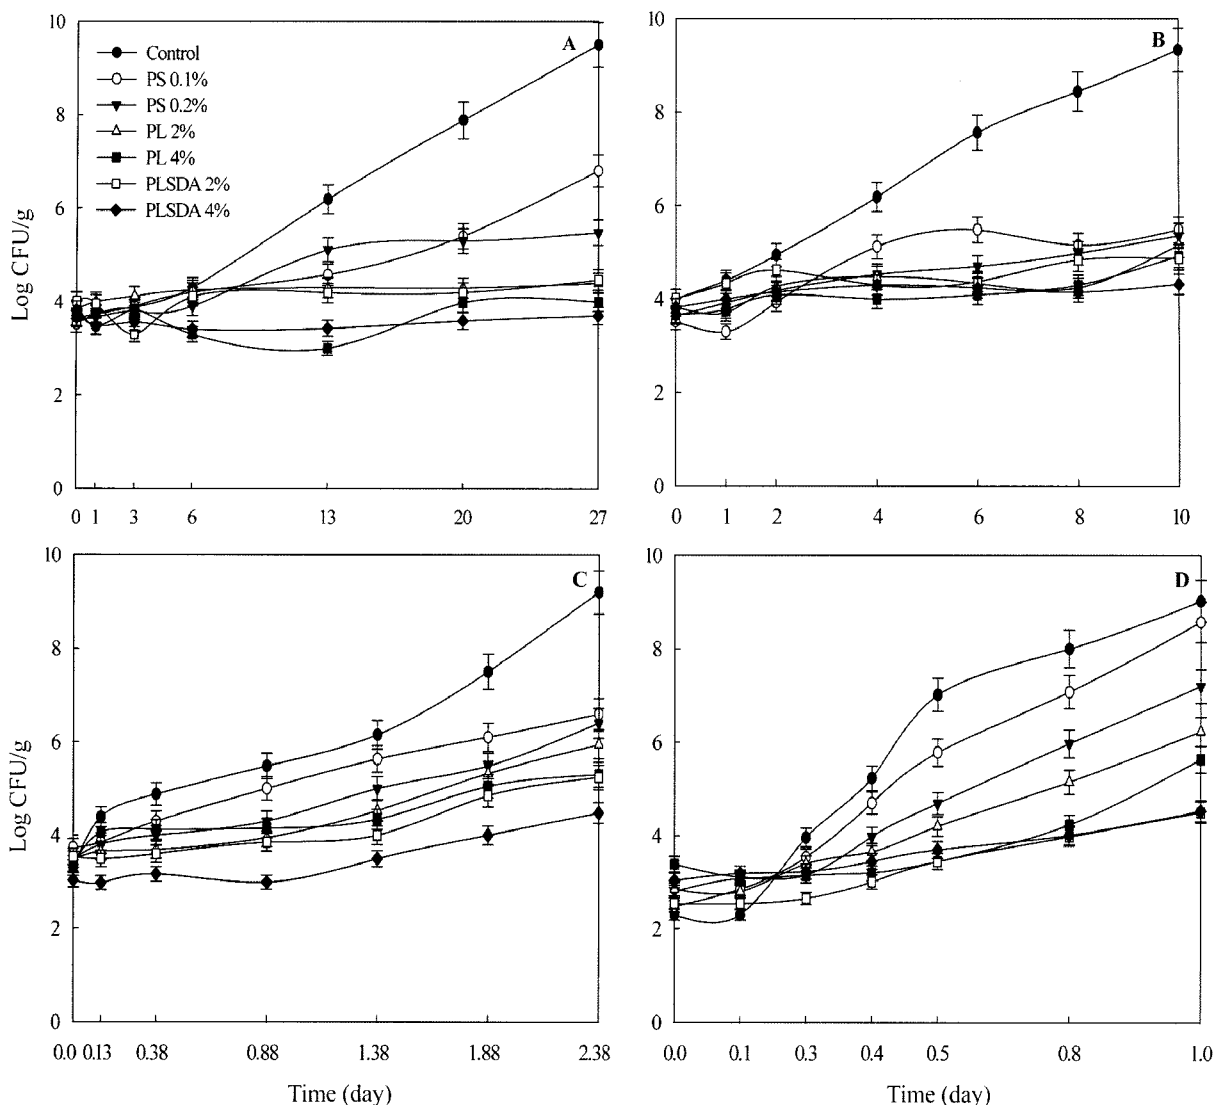 10
8
6
4
2
0
Log CFU/g
A
Control
PS 0.1%
PS 0.2%
PL 2%
PL 4%
PLSDA 2%
PLSDA 4%
0 1 3 6 13 20 27
10
8
6
4
2
0
B
0 1 2 4 6 8 10
10
8
6
4
2
0
Log CFU/g
C
0.0 0.13 0.38 0.88 1.38 1.88 2.38
Time (day)
10
8
6
4
2
0
D
0.0 0.1 0.3 0.4 0.5 0.8 1.0
Time (day)